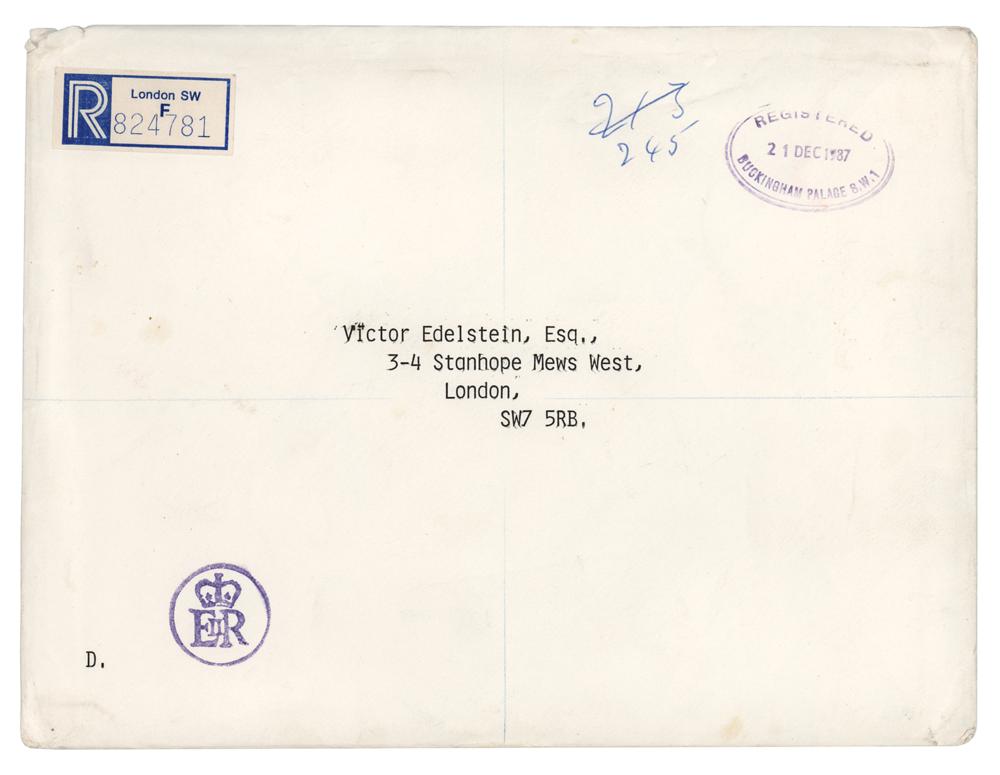 R
London SW
F
824781
213
245
REGISTERED
21 DEC 1987
BUCKINGHAM PALACE S.W.1
Victor Edelstein, Esq.,
3-4 Stanhope Mews West,
London,
SW7 5RB.
EIIR
D.